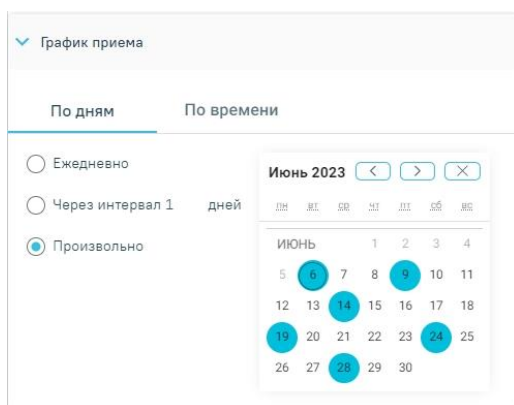 График приема
По дням По времени
Ежедневно
Через интервал 1 дней
Произвольно
Июнь 2023
пн вт ср чт пт сб вс
ИЮНЬ 1 2 3 4
5 6 7 8 9 10 11
12 13 14 15 16 17 18
19 20 21 22 23 24 25
26 27 28 29 30